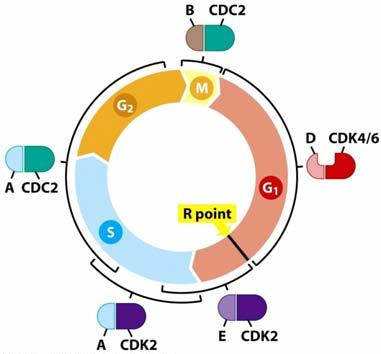 B CDC2
M
G2
D CDK4/6
G1
A CDC2
R point
S
A CDK2
E CDK2